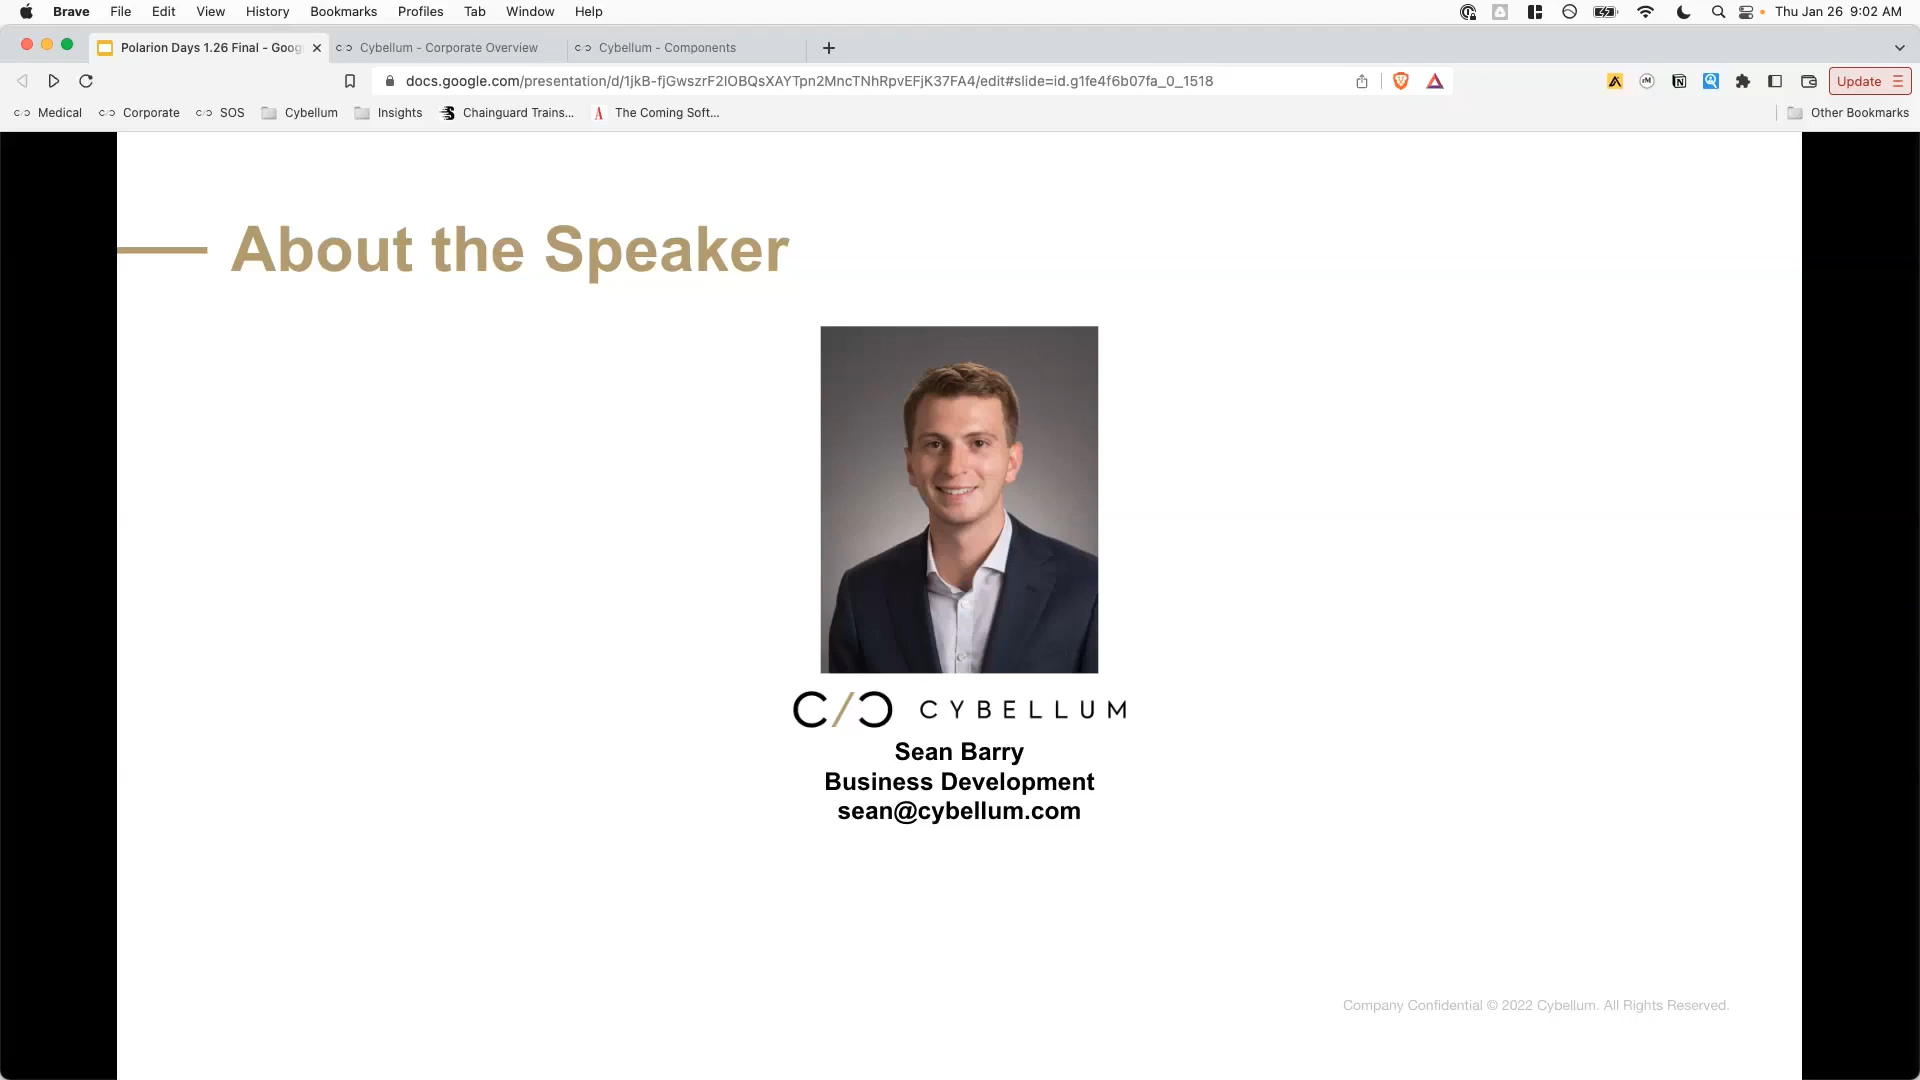 Brave File Edit View History Bookmarks Profiles Tab Window Help Thu Jan 26 9:02 AM
Polarion Days 1.26 Final - Goog Cybellum - Corporate Overview Cybellum - Components
docs.google.com/presentation/d/1jkB-fjGwszrF2IOBQsXAYTpn2MncTNhRpvEFjK37FA4/edit#slide=id.g1fe4f6b07fa_0_1518 Update
Medical Corporate SOS Cybellum Insights Chainguard Trains... The Coming Soft... Other Bookmarks
About the Speaker
CYBELLUM
Sean Barry
Business Development
sean@cybellum.com
Company Confidential © 2022 Cybellum. All Rights Reserved.